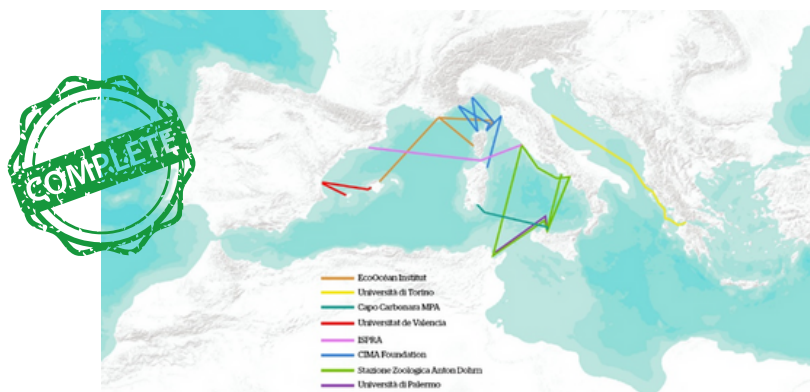 COMPLETE
EcoOcéan Institut
Università di Torino
Capo Carbonara MPA
Universitat de Valencia
ISPRA
CIMA Foundation
Stazione Zoologica Anton Dohrn
Università di Palermo